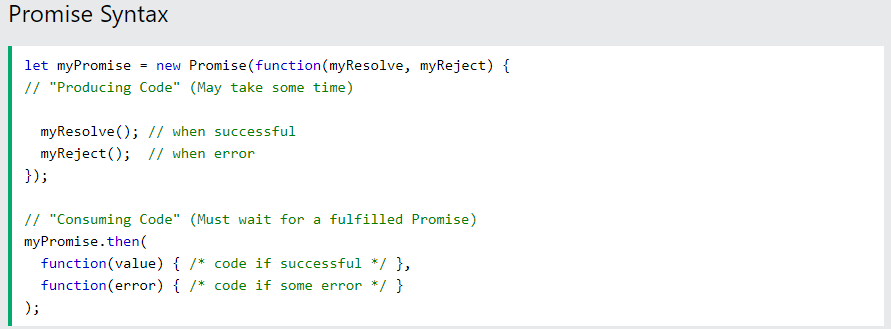 Promise Syntax
let myPromise = new Promise(function(myResolve, myReject) {
// "Producing Code" (May take some time)
  myResolve(); // when successful
  myReject();  // when error
});
// "Consuming Code" (Must wait for a fulfilled Promise)
myPromise.then(
  function(value) { /* code if successful */ },
  function(error) { /* code if some error */ }
);